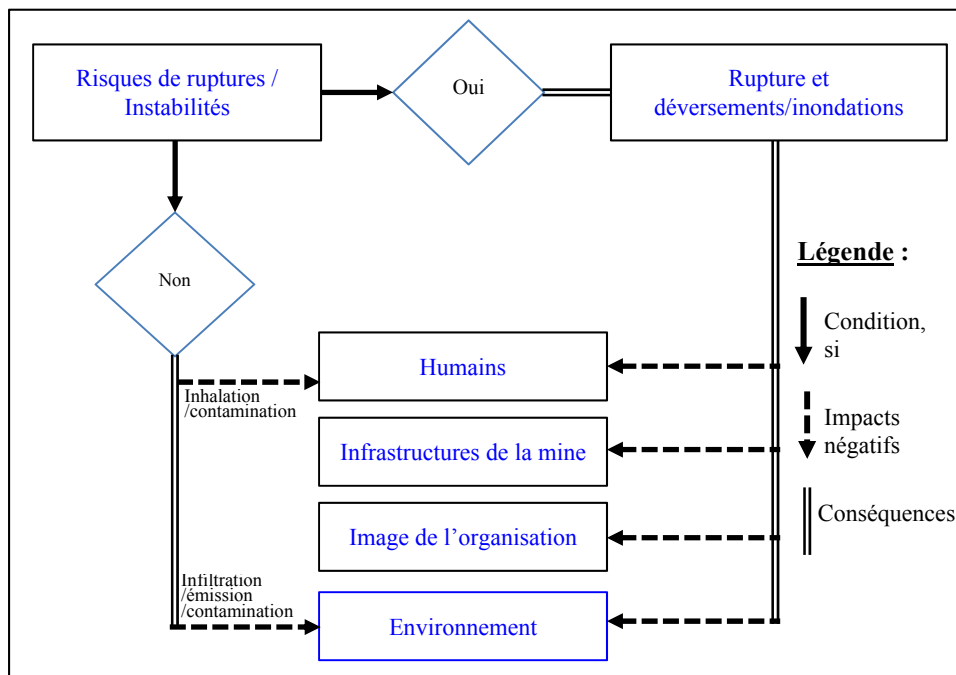 Risques de ruptures /
Instabilités
Oui
Rupture et
déversements/inondations
Non
Légende :
Condition,
si
Humains
Inhalation
/contamination
Impacts
négatifs
Infrastructures de la mine
Conséquences
Image de l’organisation
Infiltration
/émission
/contamination
Environnement